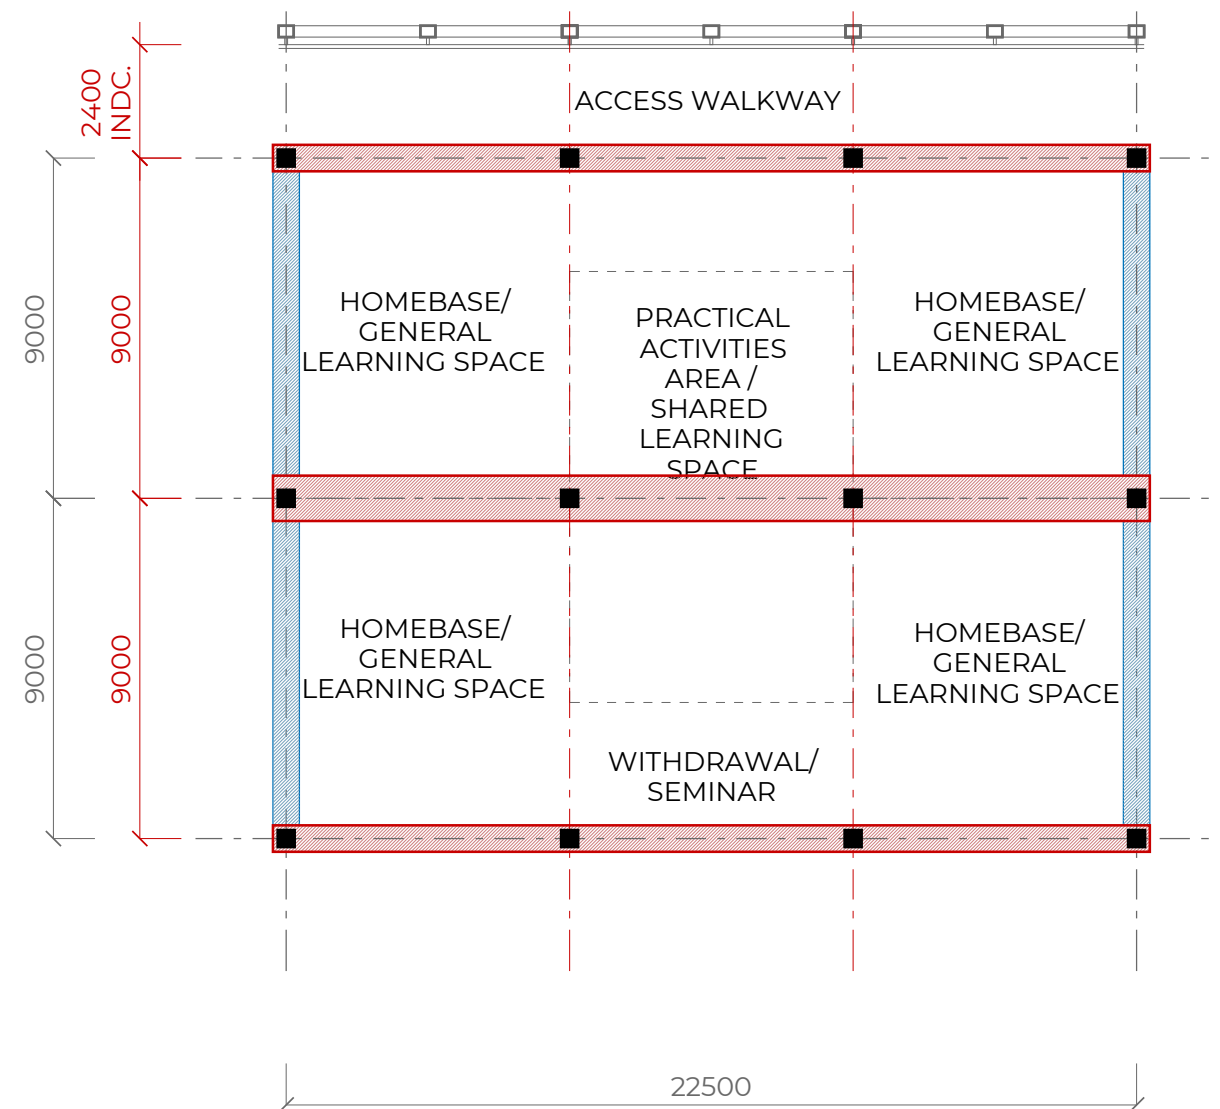 2400
INDC.
ACCESS WALKWAY
9000
9000
HOMEBASE/
GENERAL
LEARNING SPACE
PRACTICAL
ACTIVITIES
AREA /
SHARED
LEARNING
SPACE
HOMEBASE/
GENERAL
LEARNING SPACE
9000
9000
HOMEBASE/
GENERAL
LEARNING SPACE
HOMEBASE/
GENERAL
LEARNING SPACE
WITHDRAWAL/
SEMINAR
22500